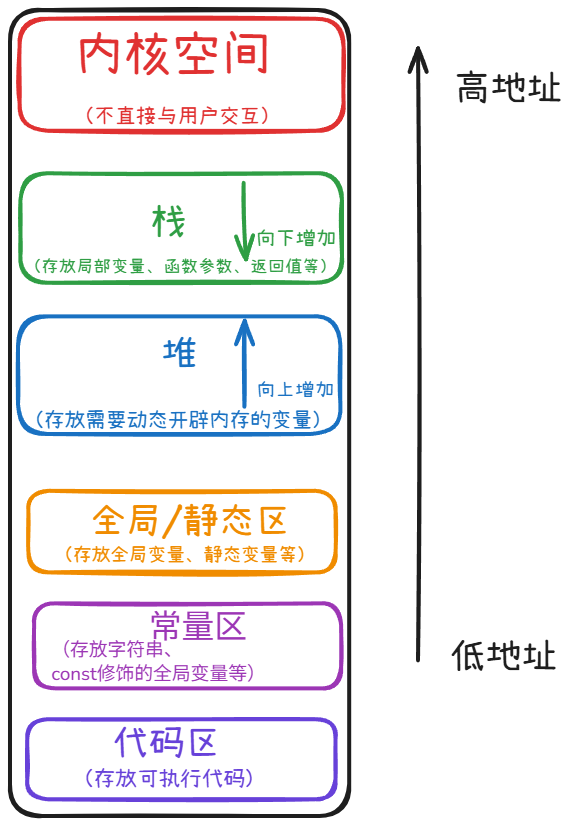 内核空间
（不直接与用户交互）
高地址
栈
向下增加
（存放局部变量、函数参数、返回值等）
堆
向上增加
（存放需要动态开辟内存的变量）
全局/静态区
（存放全局变量、静态变量等）
常量区
（存放字符串、
const修饰的全局变量等）
低地址
代码区
（存放可执行代码）